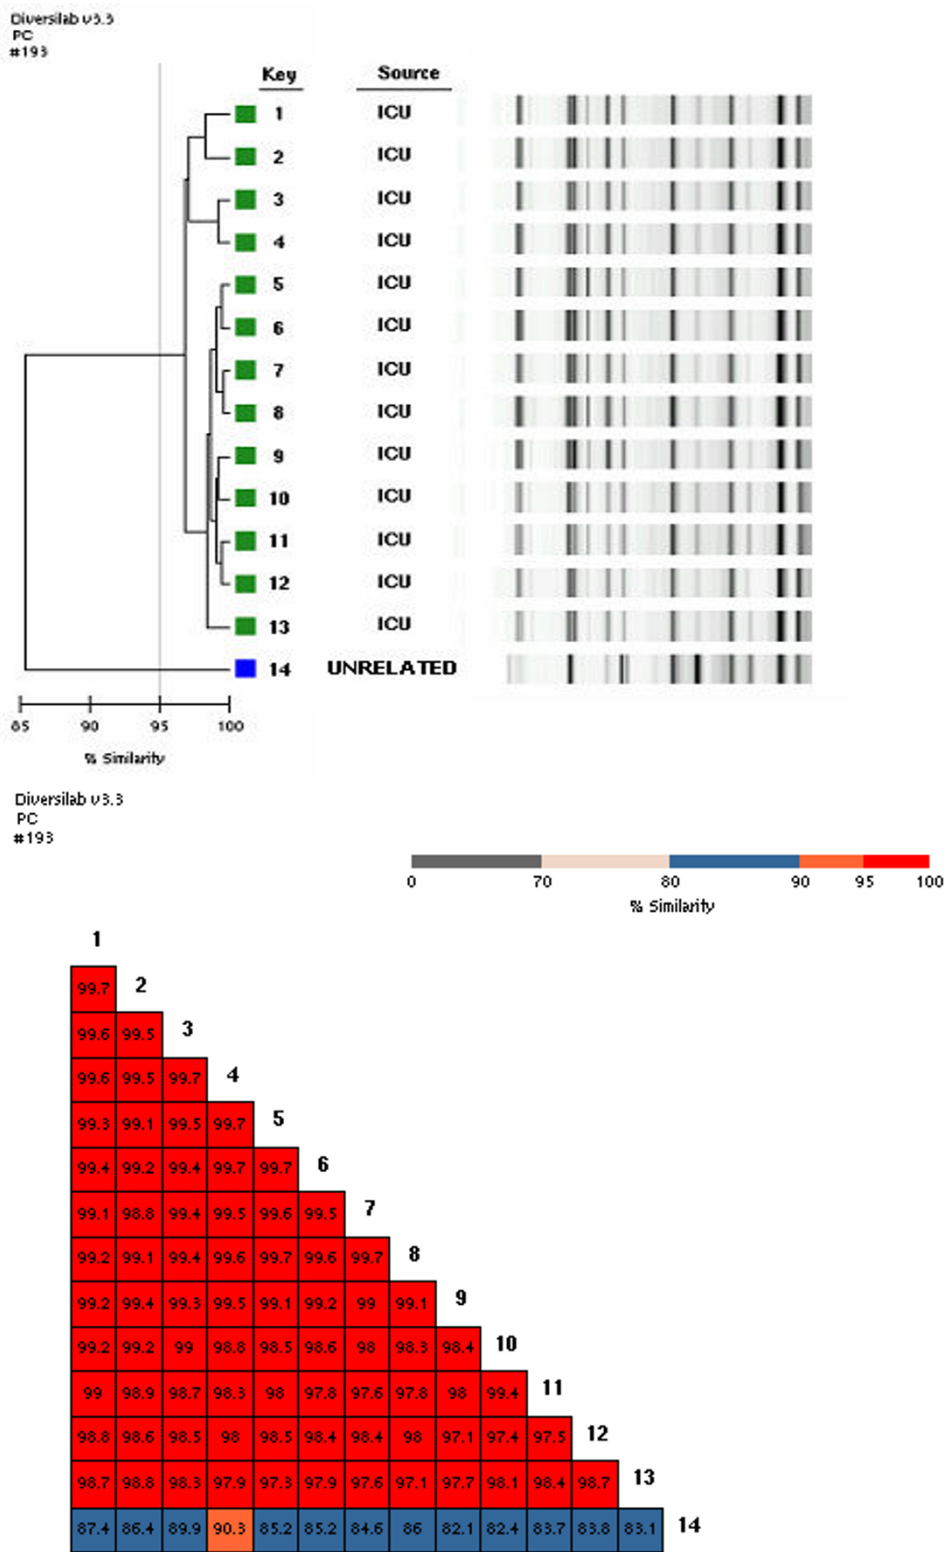 Diversilab v3.3
PC
#193
Key Source
1 ICU
2 ICU
3 ICU
4 ICU
5 ICU
6 ICU
7 ICU
8 ICU
9 ICU
10 ICU
11 ICU
12 ICU
13 ICU
14 UNRELATED
85 90 95 100
% Similarity
Diversilab v3.3
PC
#193
0 70 80 90 95 100
% Similarity
1
99.7 2
99.6 99.5 3
99.6 99.5 99.7 4
99.3 99.1 99.5 99.7 5
99.4 99.2 99.4 99.7 99.7 6
99.1 98.8 99.4 99.5 99.6 99.5 7
99.2 99.1 99.4 99.6 99.7 99.6 99.7 8
99.2 99.4 99.3 99.5 99.1 99.2 99 99.1 9
99.2 99.2 99 98.8 98.5 98.6 98 98.3 98.4 10
99 98.9 98.7 98.3 98 97.8 97.6 97.8 98 99.4 11
98.8 98.6 98.5 98 98.5 98.4 98.4 98 97.1 97.4 97.5 12
98.7 98.8 98.3 97.9 97.3 97.9 97.6 97.1 97.7 98.1 98.4 98.7 13
87.4 86.4 89.9 90.3 85.2 85.2 84.6 86 82.1 82.4 83.7 83.8 83.1 14